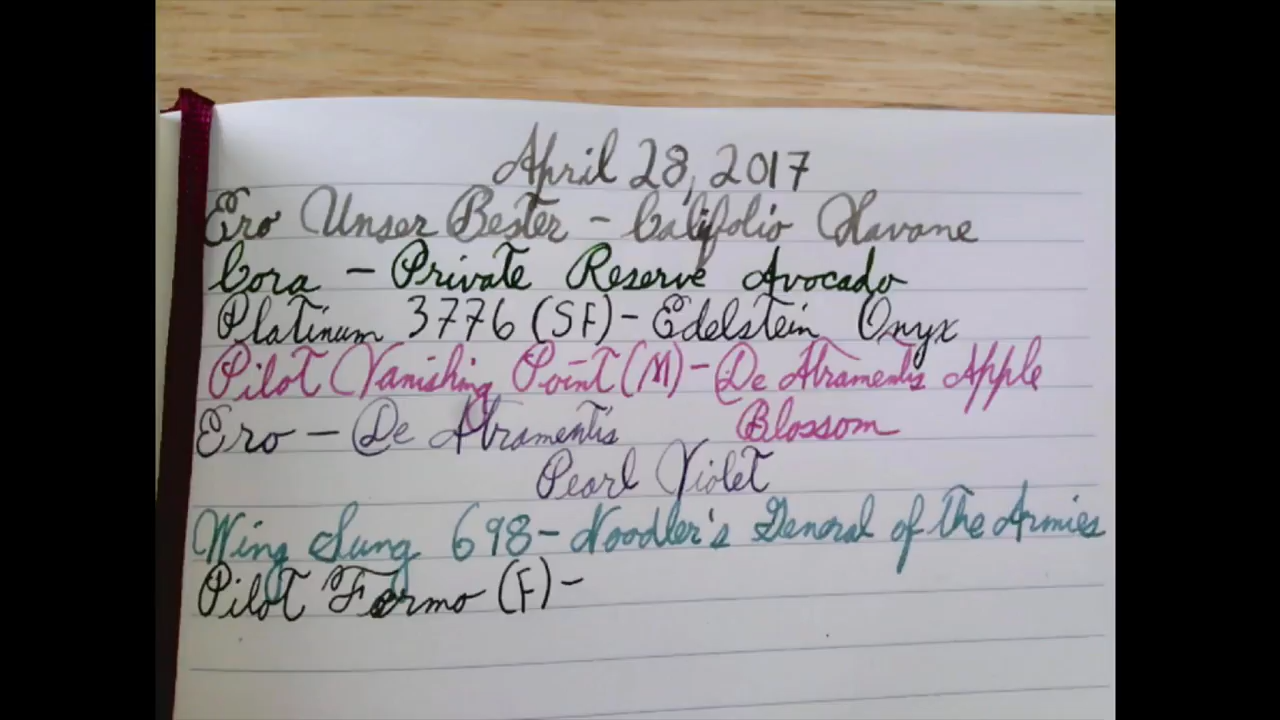 April 28, 2017
Ero Unser Bester - Califolio Havane
Cora - Private Reserve Avocado
Platinum 3776 (SF) - Edelstein Onyx
Pilot Vanishing Point (M) - De Atramentis Apple
Blossom
Ero - De Atramentis
Pearl Violet
Wing Sung 698 - Noodler's General of the Armies
Pilot Fermo (F) -